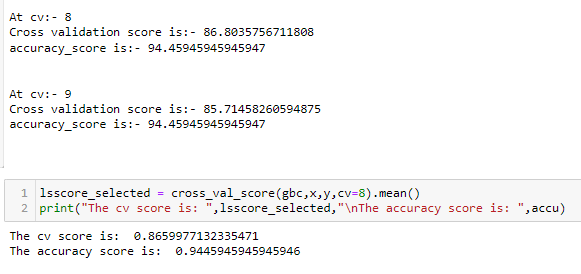 At cv:- 8
Cross validation score is:- 86.8035756711808
accuracy_score is:- 94.45945945945947
At cv:- 9
Cross validation score is:- 85.71458260594875
accuracy_score is:- 94.45945945945947
1 lsscore_selected = cross_val_score(gbc,x,y,cv=8).mean()
2 print("The cv score is: ",lsscore_selected,"\nThe accuracy score is: ",accu)
The cv score is:  0.8659977132335471
The accuracy score is:  0.9445945945945946